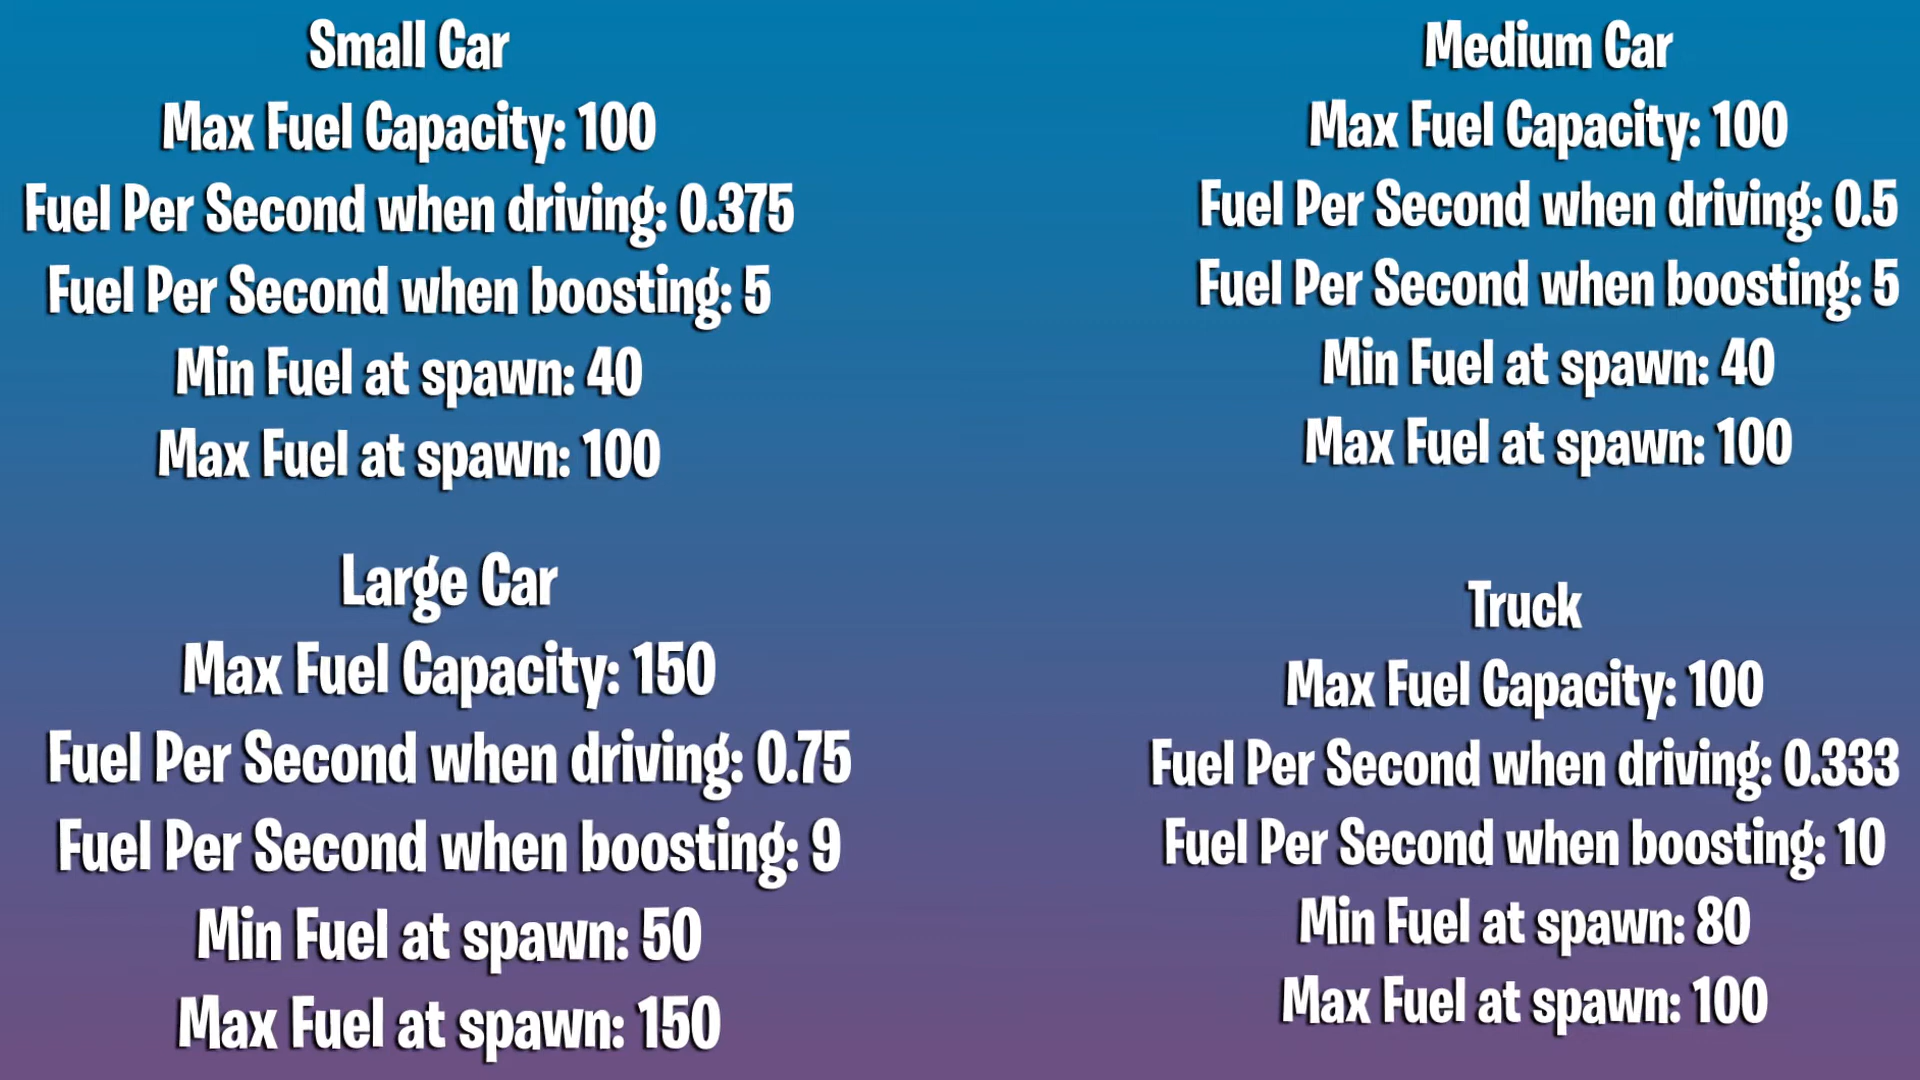 Small Car
Max Fuel Capacity: 100
Fuel Per Second when driving: 0.375
Fuel Per Second when boosting: 5
Min Fuel at spawn: 40
Max Fuel at spawn: 100
Medium Car
Max Fuel Capacity: 100
Fuel Per Second when driving: 0.5
Fuel Per Second when boosting: 5
Min Fuel at spawn: 40
Max Fuel at spawn: 100
Large Car
Max Fuel Capacity: 150
Fuel Per Second when driving: 0.75
Fuel Per Second when boosting: 9
Min Fuel at spawn: 50
Max Fuel at spawn: 150
Truck
Max Fuel Capacity: 100
Fuel Per Second when driving: 0.333
Fuel Per Second when boosting: 10
Min Fuel at spawn: 80
Max Fuel at spawn: 100